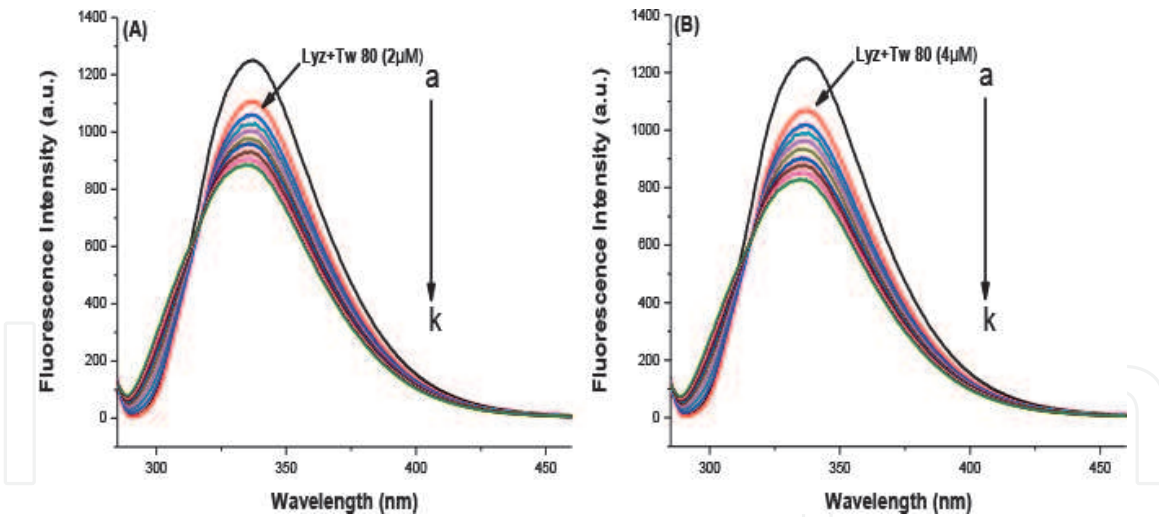 (A)
Lyz+Tw 80 (2µM)
a
k
1400
1200
1000
800
600
400
200
0
300
350
400
450
Fluorescence Intensity (a.u.)
Wavelength (nm)
(B)
Lyz+Tw 80 (4µM)
a
k
1400
1200
1000
800
600
400
200
0
300
350
400
450
Fluorescence Intensity (a.u.)
Wavelength (nm)